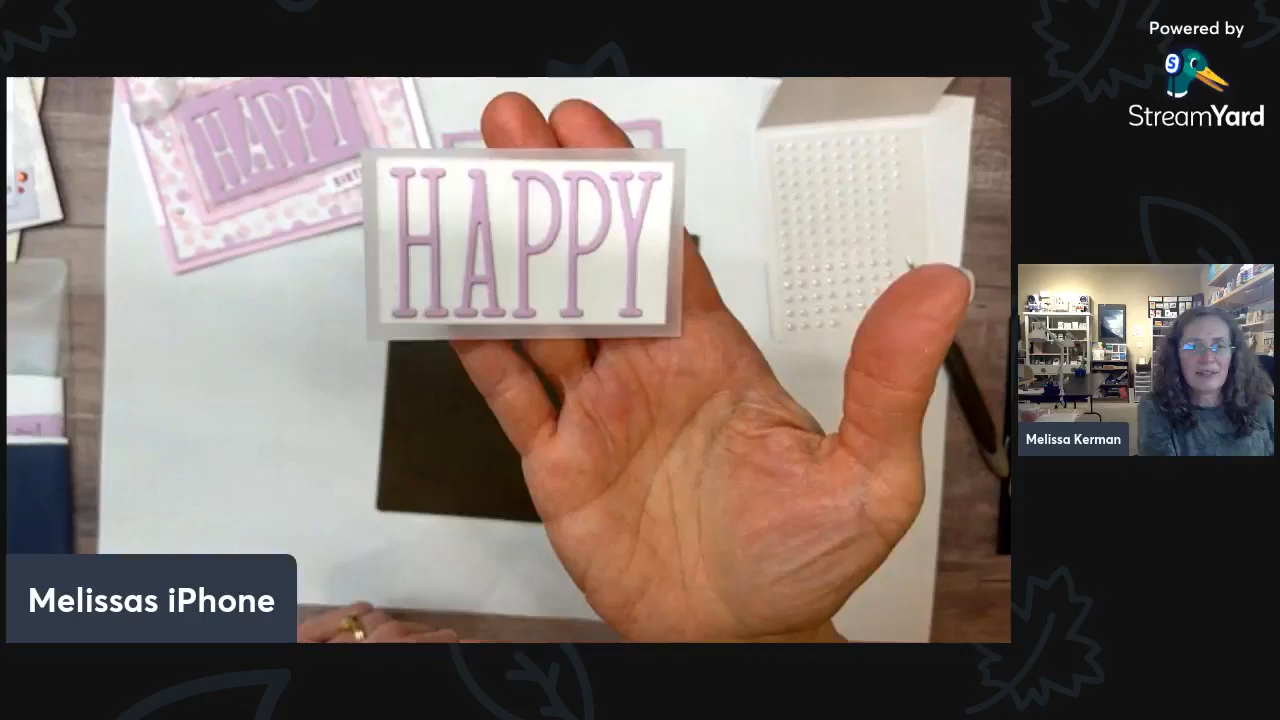 Powered by
S
StreamYard
HAPPY
HAPPY
Melissa Kerman
Melissas iPhone